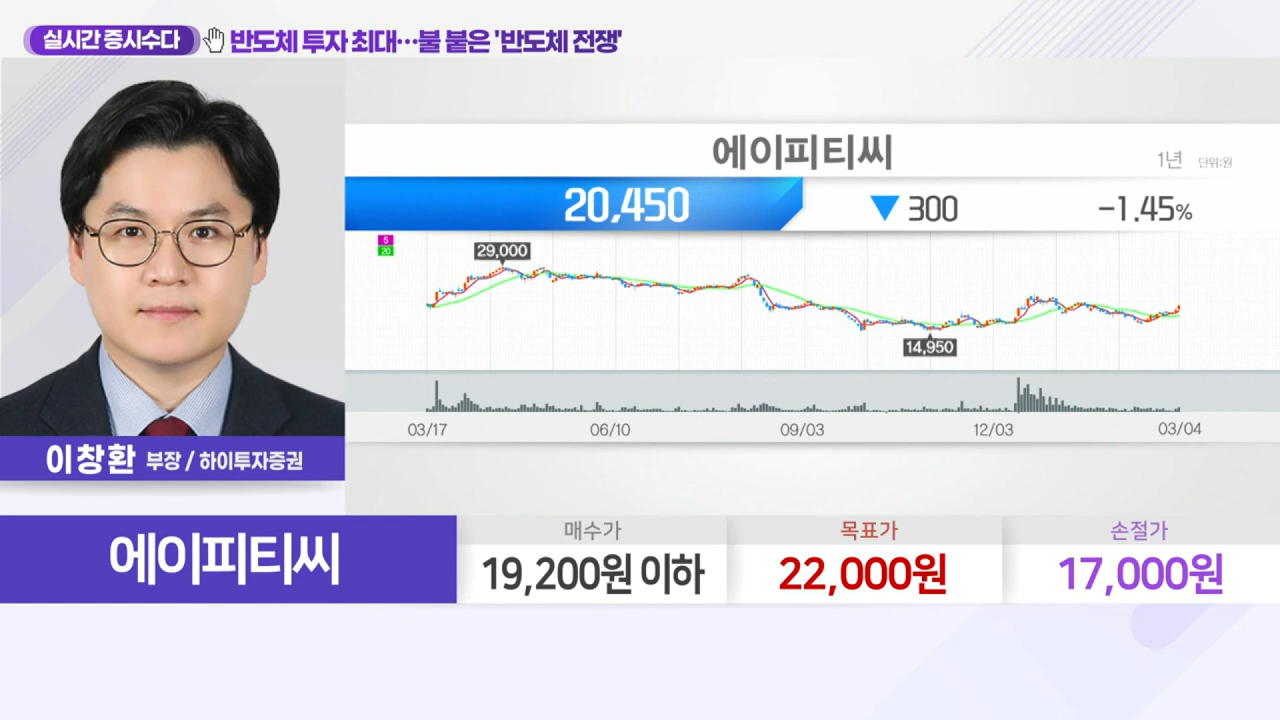 실시간 증시수다
반도체 투자 최대…불 붙은 '반도체 전쟁'
에이피티씨
1년 단위:원
20,450 ▼ 300 -1.45%
5
20
29,000
14,950
03/17 06/10 09/03 12/03 03/04
이창환 부장 / 하이투자증권
에이피티씨
매수가 목표가 손절가
19,200원 이하 22,000원 17,000원